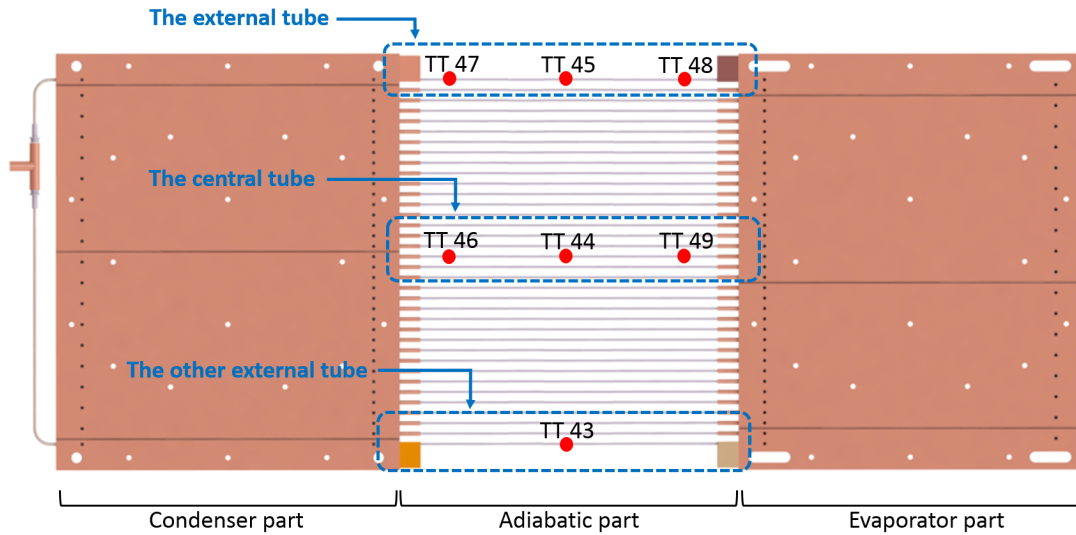 The external tube
TT 47 TT 45 TT 48
The central tube
TT 46 TT 44 TT 49
The other external tube
TT 43
Condenser part Adiabatic part Evaporator part